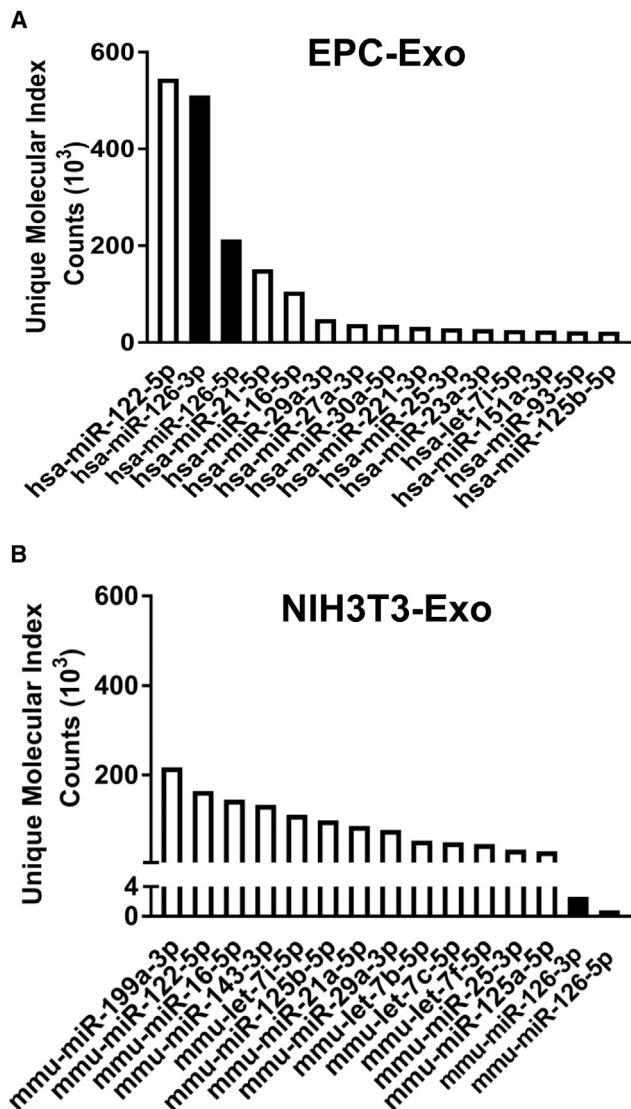 A
EPC-Exo
Unique Molecular Index
Counts (10³)
600
400
200
0
hsa-miR-122-5p
hsa-miR-126-3p
hsa-miR-126-5p
hsa-miR-21-5p
hsa-miR-16-5p
hsa-miR-29a-3p
hsa-miR-27a-3p
hsa-miR-30a-5p
hsa-miR-221-3p
hsa-miR-25-3p
hsa-miR-23a-3p
hsa-let-7i-5p
hsa-miR-151a-3p
hsa-miR-93-5p
hsa-miR-125b-5p
B
NIH3T3-Exo
Unique Molecular Index
Counts (10³)
600
400
200
4
0
mmu-miR-199a-3p
mmu-miR-122-5p
mmu-miR-16-5p
mmu-miR-143-3p
mmu-let-7i-5p
mmu-miR-125b-5p
mmu-miR-21a-5p
mmu-miR-29a-3p
mmu-let-7b-5p
mmu-let-7c-5p
mmu-let-7f-5p
mmu-miR-25-3p
mmu-miR-125a-5p
mmu-miR-126-3p
mmu-miR-126-5p